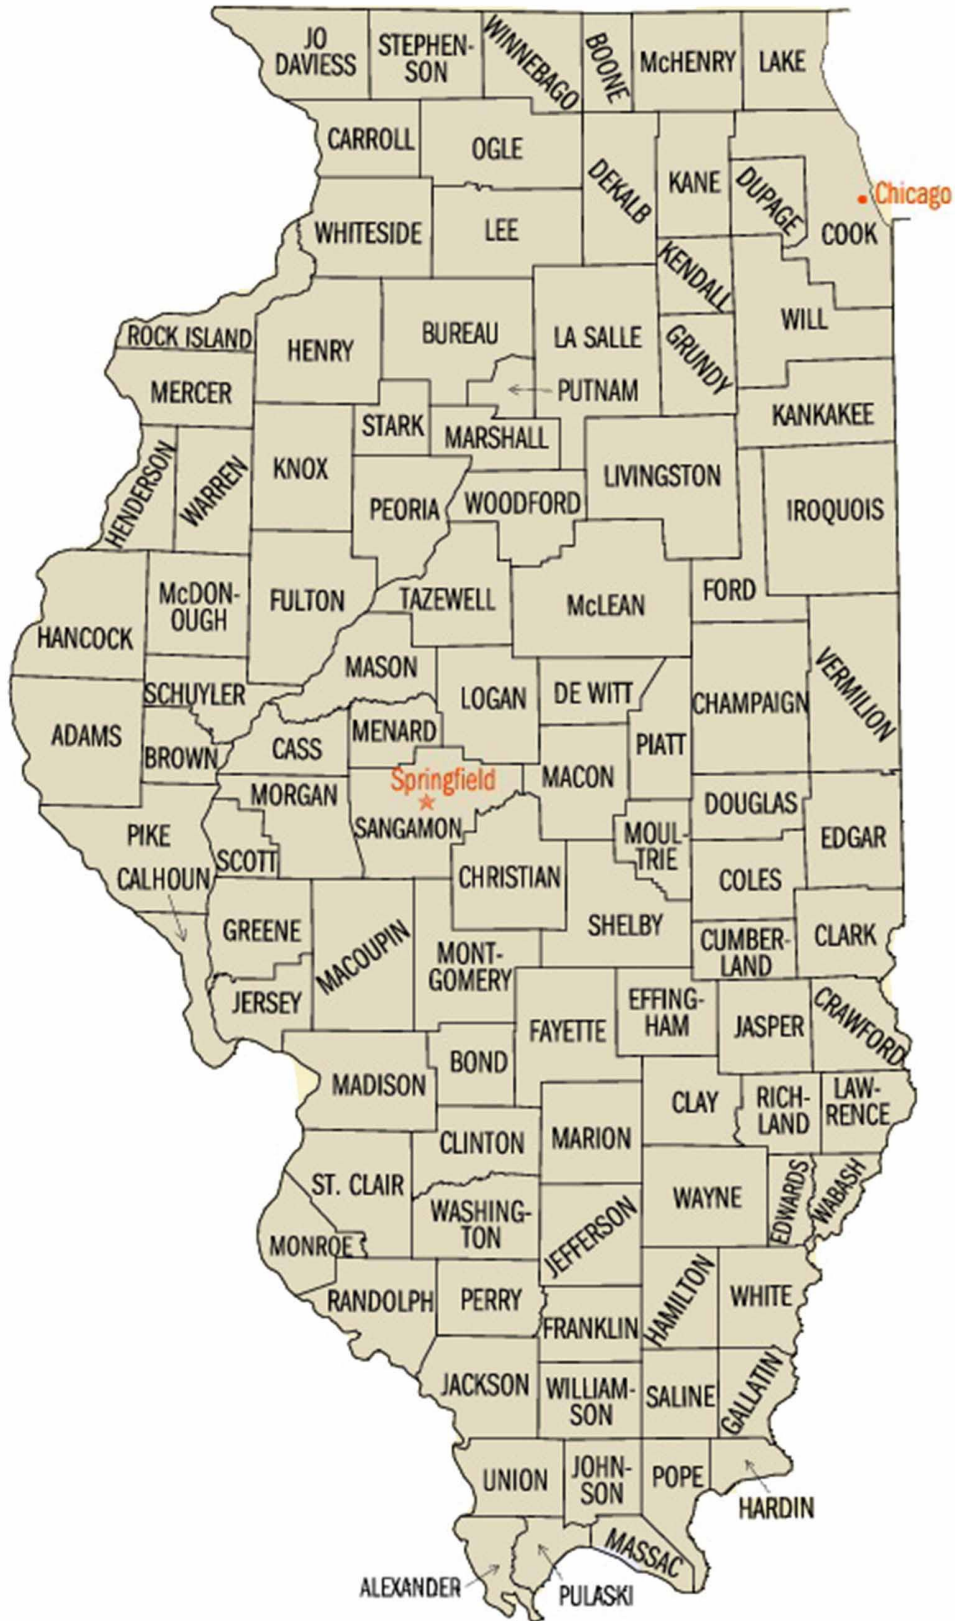 JO
DAVIESS
STEPHEN-
SON
WINNEBAGO
BOONE
McHENRY
LAKE
CARROLL
OGLE
DEKALB
KANE
DUPAGE
Chicago
COOK
WHITESIDE
LEE
KENDALL
ROCK ISLAND
HENRY
BUREAU
LA SALLE
GRUNDY
WILL
MERCER
PUTNAM
KANKAKEE
STARK
MARSHALL
HENDERSON
WARREN
KNOX
PEORIA
WOODFORD
LIVINGSTON
IROQUOIS
HANCOCK
McDON-
OUGH
FULTON
TAZEWELL
McLEAN
FORD
MASON
SCHUYLER
LOGAN
DE WITT
CHAMPAIGN
VERMILION
ADAMS
BROWN
CASS
MENARD
PIATT
Springfield
MACON
MORGAN
SANGAMON
DOUGLAS
EDGAR
PIKE
SCOTT
MOUL-
TRIE
CALHOUN
CHRISTIAN
COLES
GREENE
MACOUPIN
SHELBY
CUMBER-
LAND
CLARK
MONT-
GOMERY
JERSEY
FAYETTE
EFFING-
HAM
JASPER
CRAWFORD
MADISON
BOND
CLAY
RICH-
LAND
LAW-
RENCE
CLINTON
MARION
ST. CLAIR
WASHING-
TON
WAYNE
EDWARDS
WABASH
MONROE
JEFFERSON
RANDOLPH
PERRY
HAMILTON
WHITE
FRANKLIN
JACKSON
WILLIAM-
SON
SALINE
GALLATIN
UNION
JOHN-
SON
POPE
HARDIN
MASSAC
ALEXANDER
PULASKI